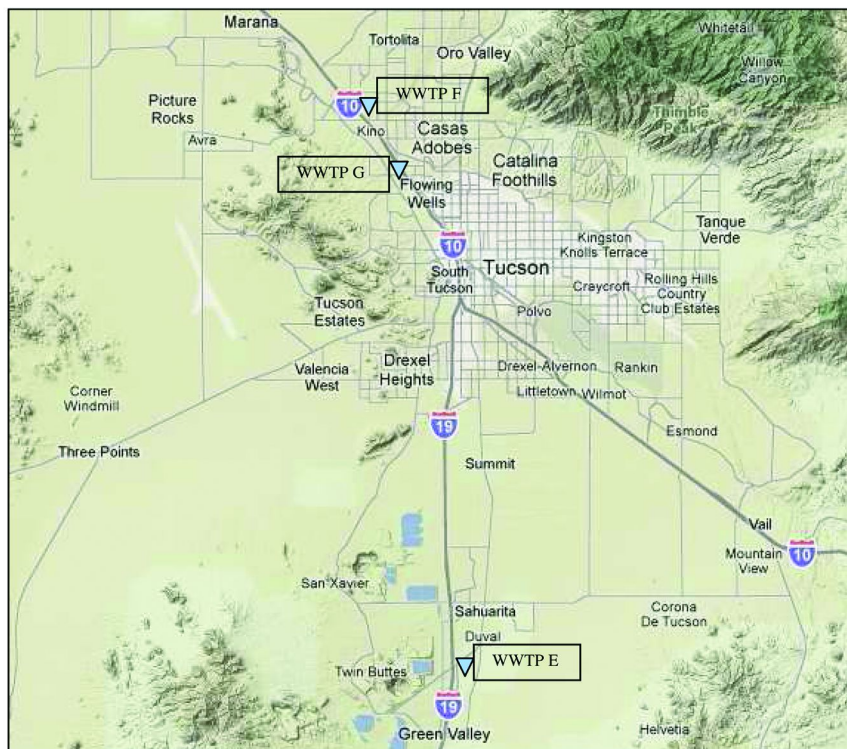 Marana
Whitetail
Tortolita
Oro Valley
Willow
Canyon
Picture
Rocks
10
WWTP F
Thimble
Peak
Kino
Casas
Adobes
Avra
WWTP G
Catalina
Foothills
Flowing
Wells
Tanque
Verde
10
Kingston
Knolls Terrace
South
Tucson
Tucson
Craycroft
Rolling Hills
Country
Club Estates
Tucson
Estates
Polvo
Valencia
West
Drexel
Heights
Drexel-Alvernon
Rankin
Corner
Windmill
Littletown
Wilmot
19
Esmond
Three Points
Summit
Vail
Mountain
View
10
San Xavier
Sahuarita
Corona
De Tucson
Duval
Twin Buttes
WWTP E
19
Green Valley
Helvetia